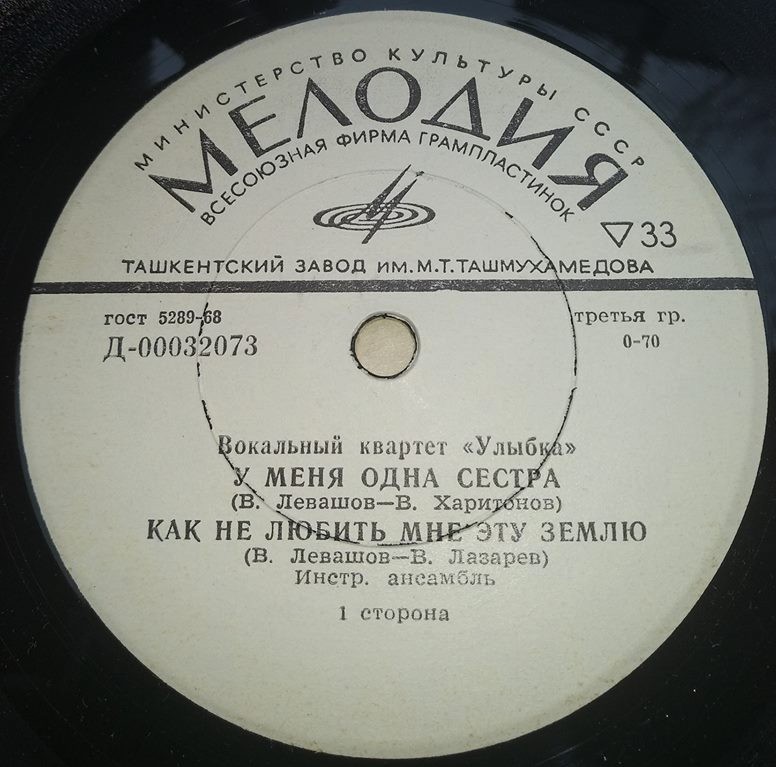 МИНИСТЕРСТВО КУЛЬТУРЫ СССР
МЕЛОДИЯ
ВСЕСОЮЗНАЯ ФИРМА ГРАМПЛАСТИНОК
▽33
ТАШКЕНТСКИЙ ЗАВОД ИМ.М.Т.ТАШМУХАМЕДОВА
гост 5289-68
третья гр.
Д-00032073
0-70
Вокальный квартет «Улыбка»
У МЕНЯ ОДНА СЕСТРА
(В. Левашов—В. Харитонов)
КАК НЕ ЛЮБИТЬ МНЕ ЭТУ ЗЕМЛЮ
(В. Левашов—В. Лазарев)
Инстр. ансамбль
1 сторона